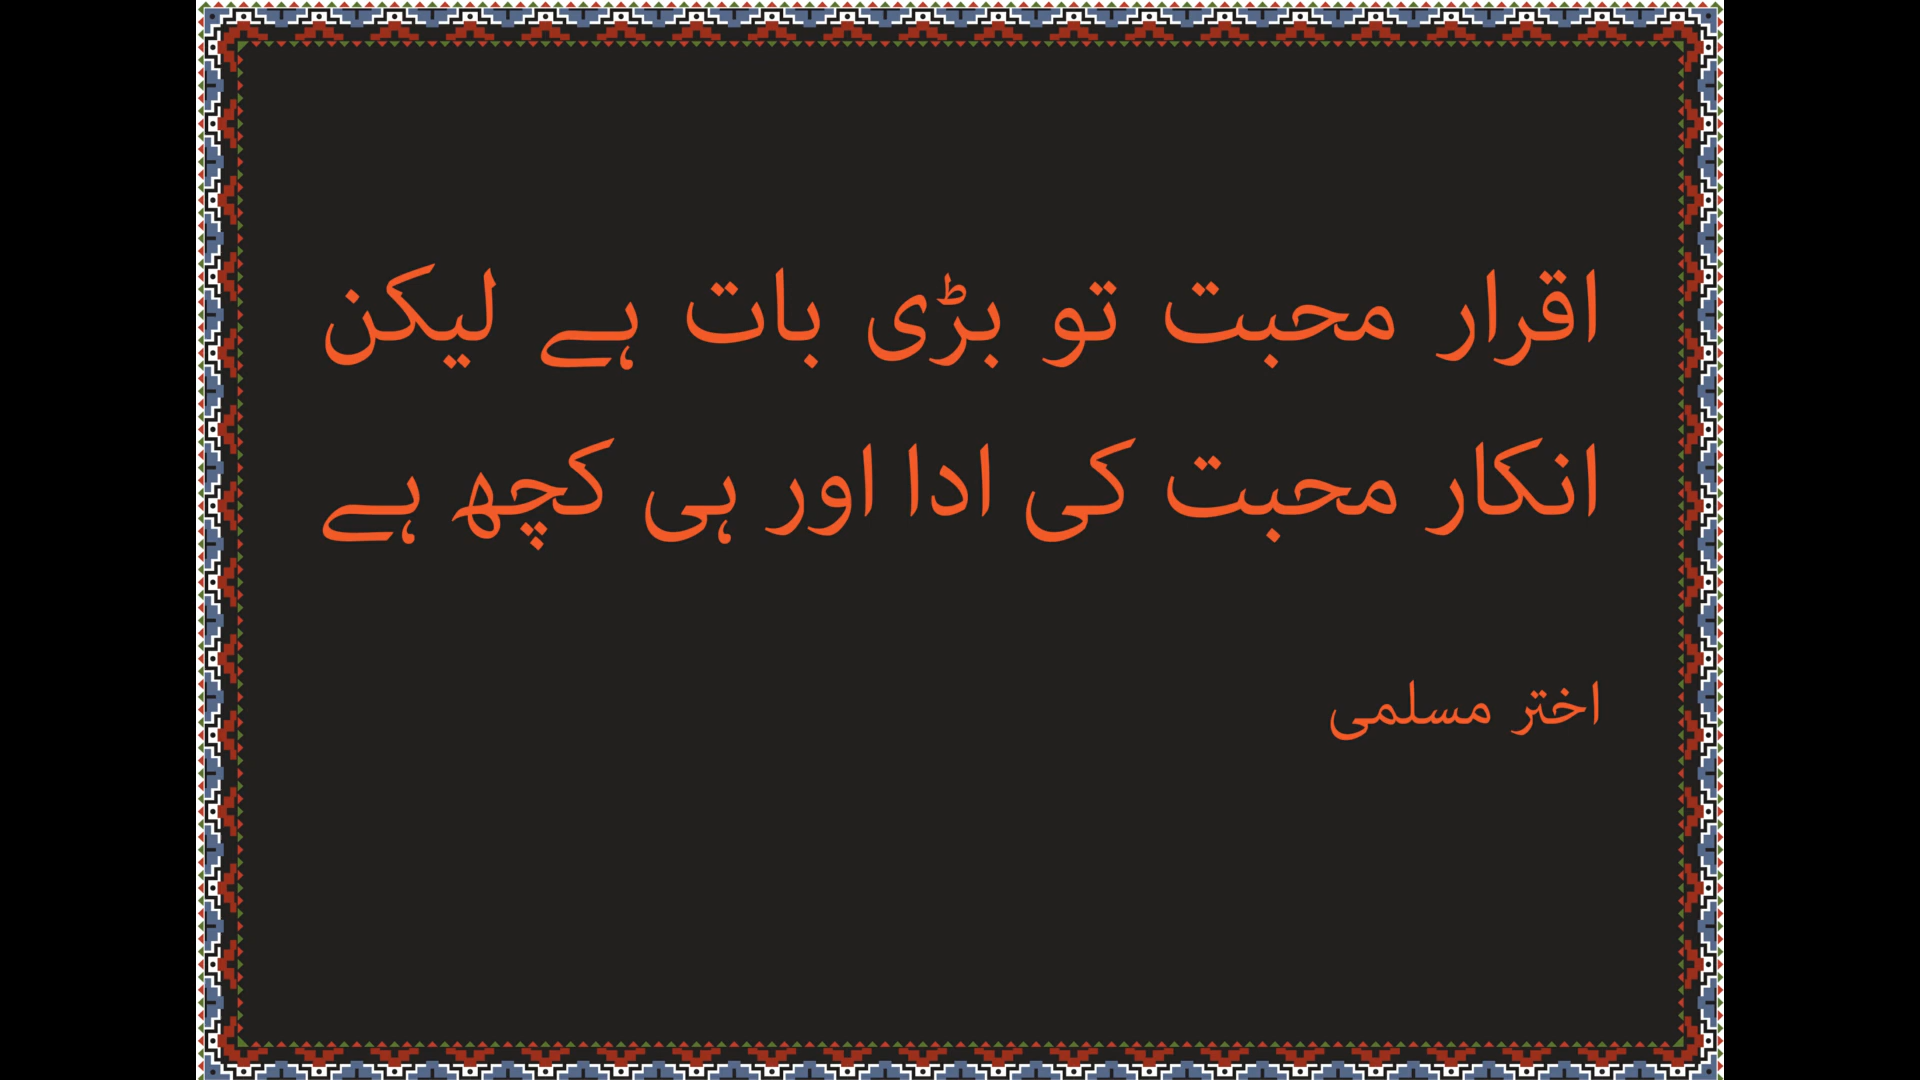 اقرار محبت تو بڑی بات ہے لیکن
انکار محبت کی ادا اور ہی کچھ ہے
اختر مسلمی